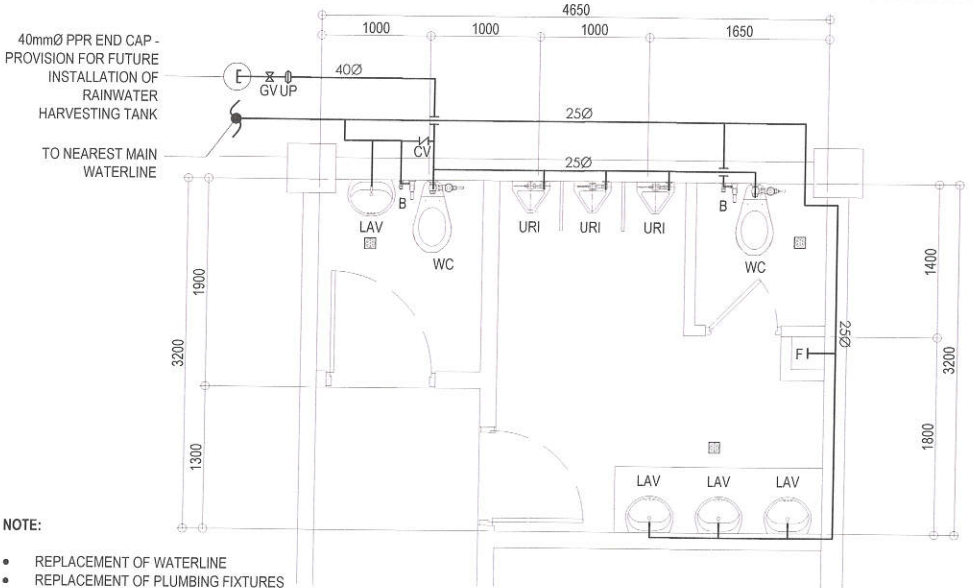 4650
1000
1000
1000
1650
40mmØ PPR END CAP -
PROVISION FOR FUTURE
INSTALLATION OF
RAINWATER
HARVESTING TANK
E
GV UP
40Ø
25Ø
TO NEAREST MAIN
WATERLINE
CV
25Ø
B
B
LAV
URI
URI
URI
WC
WC
1900
3200
1300
1400
3200
1800
25Ø
F
LAV
LAV
LAV
NOTE:
• REPLACEMENT OF WATERLINE
• REPLACEMENT OF PLUMBING FIXTURES